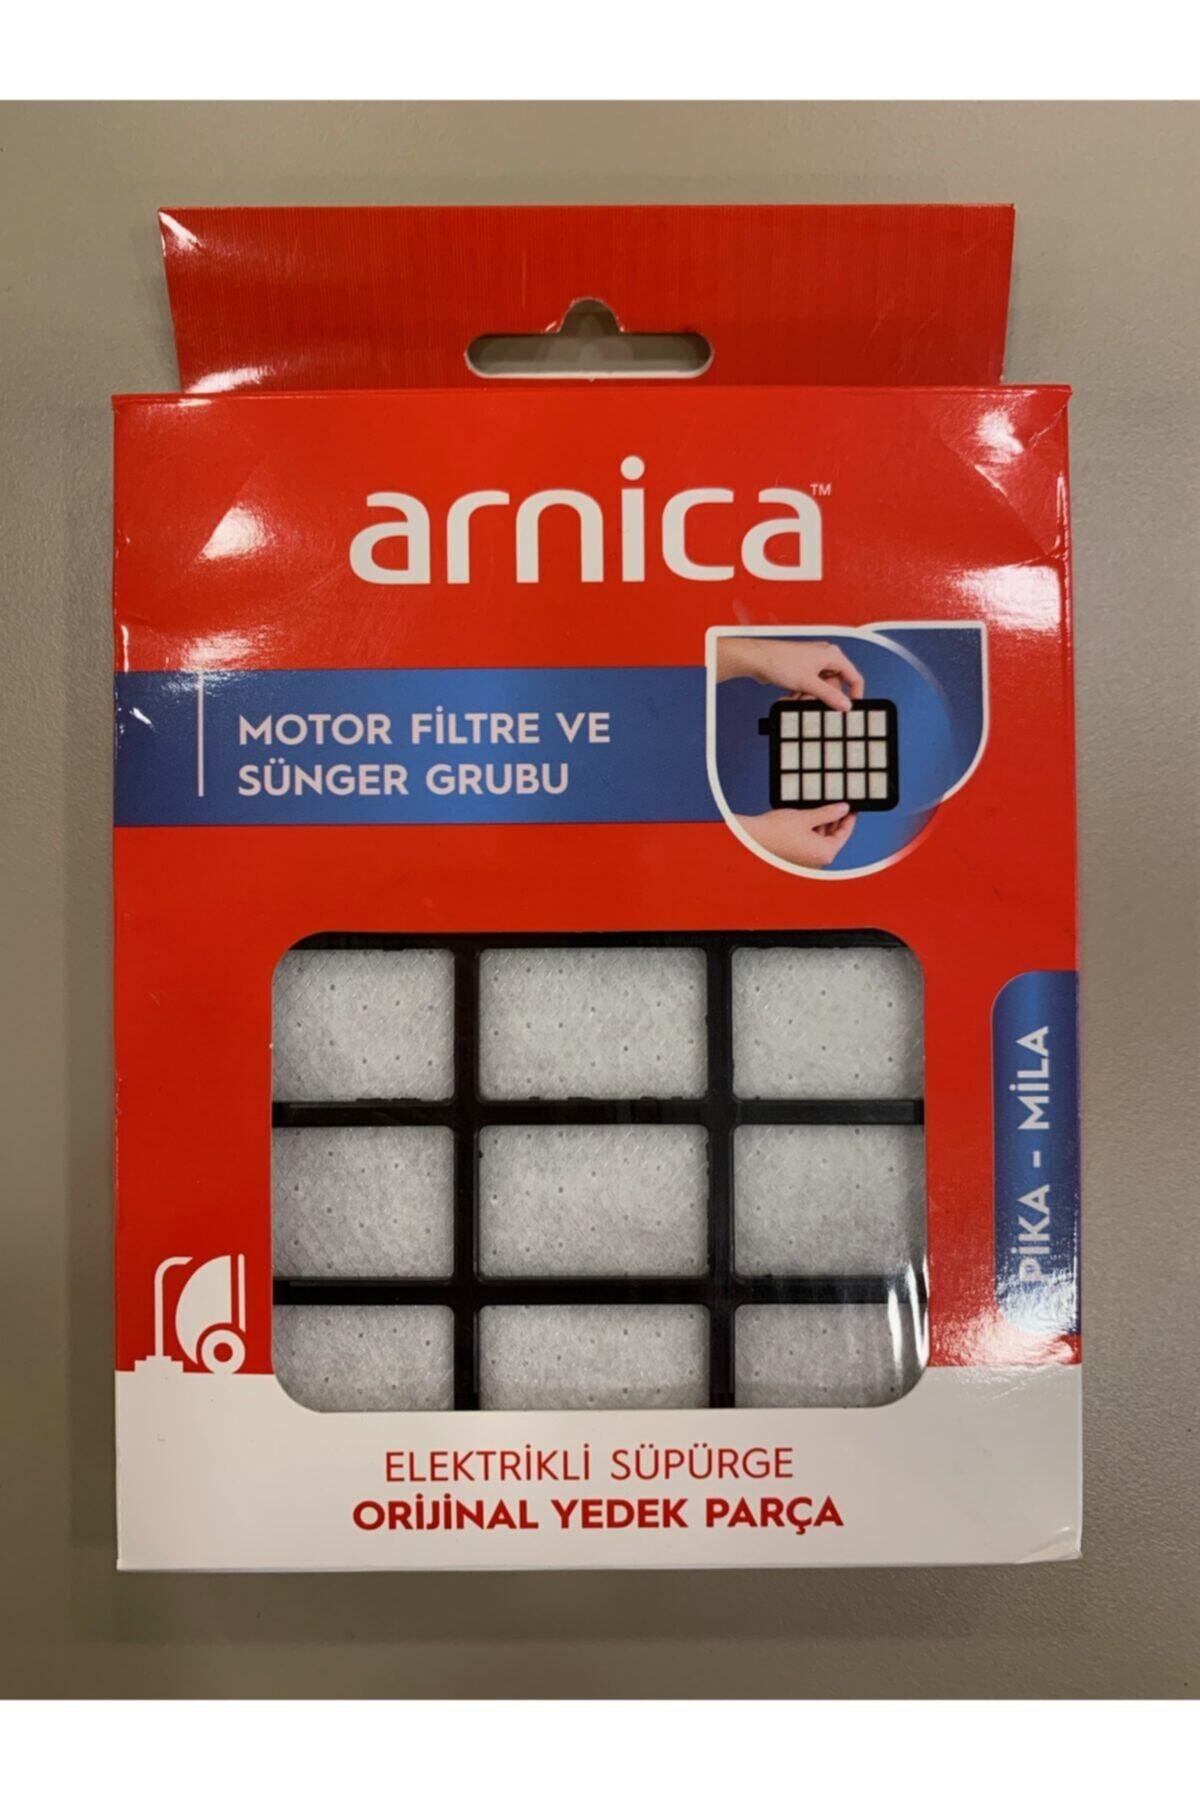 arnica™
MOTOR FİLTRE VE
SÜNGER GRUBU
PİKA - MİLA
ELEKTRİKLİ SÜPÜRGE
ORİJİNAL YEDEK PARÇA